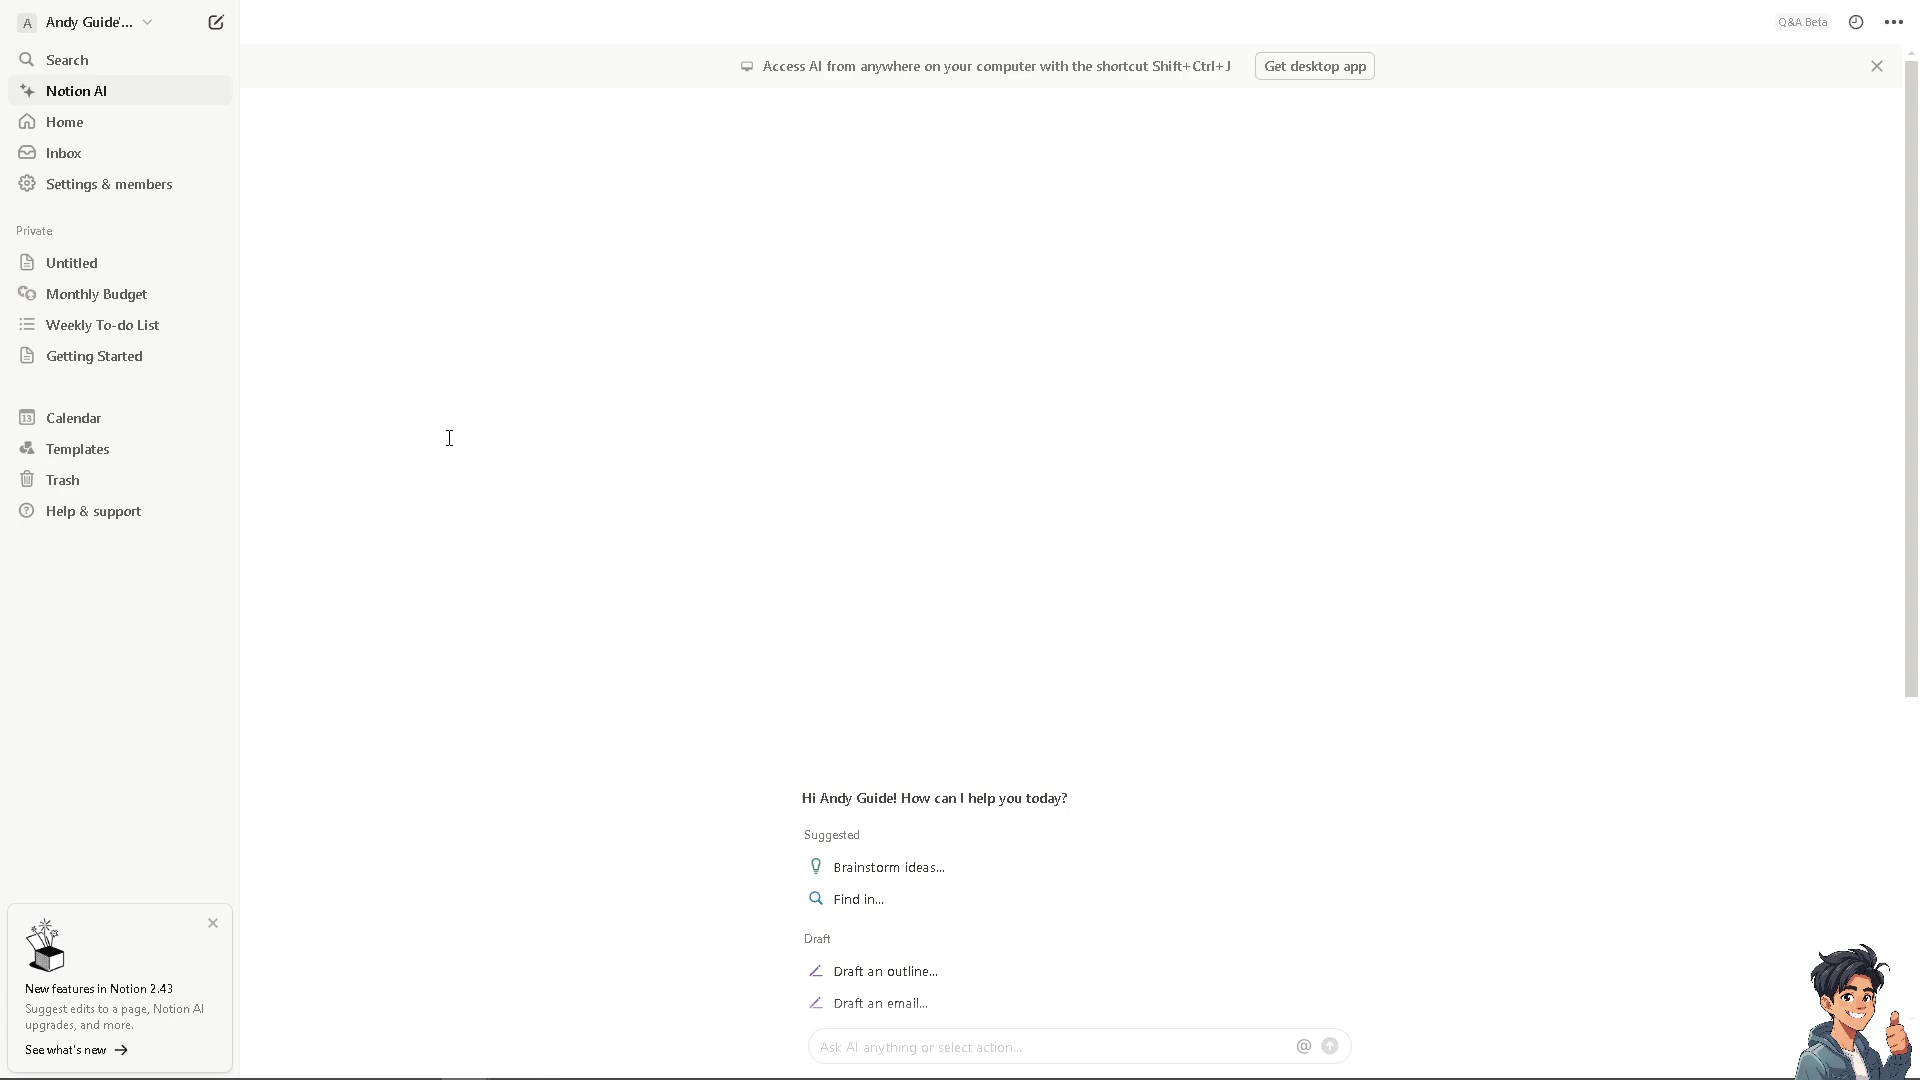 A Andy Guide'...
Search
Notion AI
Home
Inbox
Settings & members
Private
Untitled
Monthly Budget
Weekly To-do List
Getting Started
13 Calendar
Templates
Trash
Help & support
New features in Notion 2.43
Suggest edits to a page, Notion AI
upgrades, and more.
See what's new →
Q&A Beta
Access AI from anywhere on your computer with the shortcut Shift+Ctrl+J
Get desktop app
Hi Andy Guide! How can I help you today?
Suggested
Brainstorm ideas...
Find in...
Draft
Draft an outline...
Draft an email...
Ask AI anything or select action... @